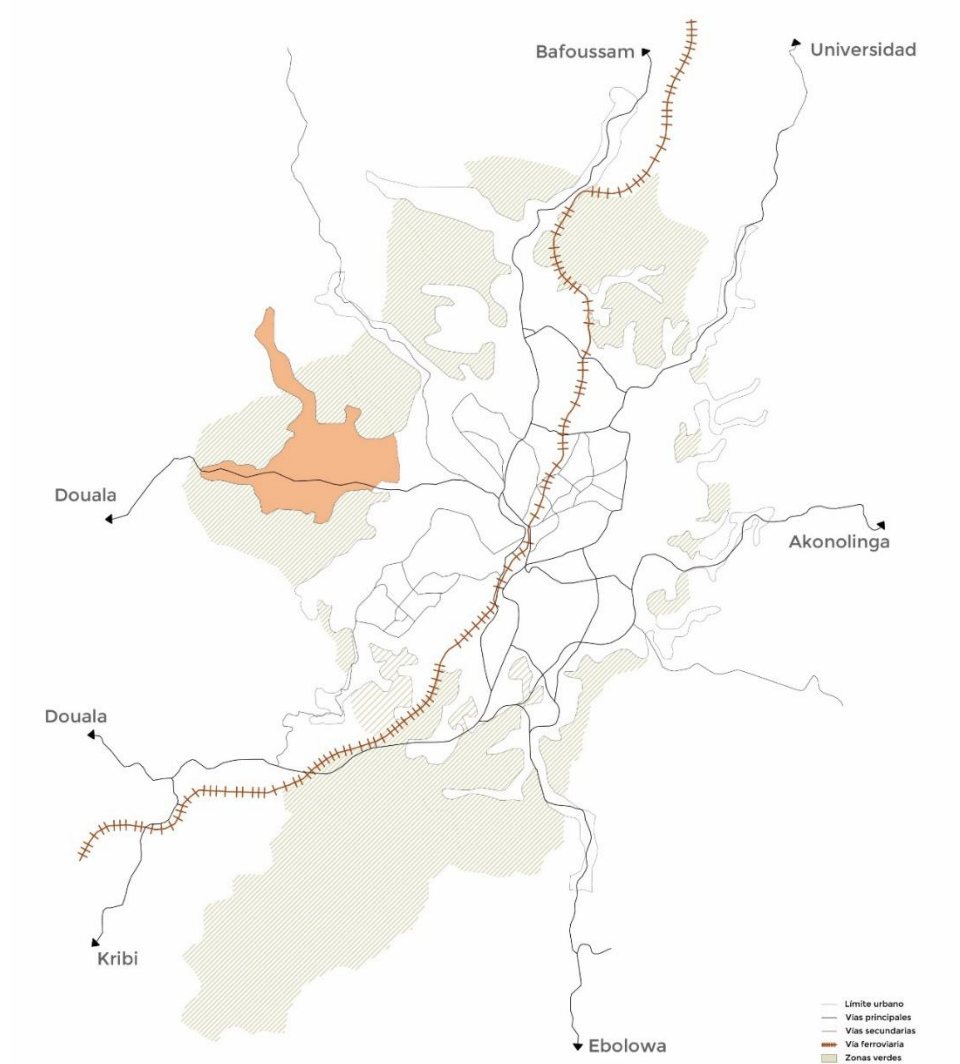 Bafoussam
Universidad
Douala
Akonolinga
Douala
Kribi
Ebolowa
Límite urbano
Vías principales
Vías secundarias
Vía ferroviaria
Zonas verdes